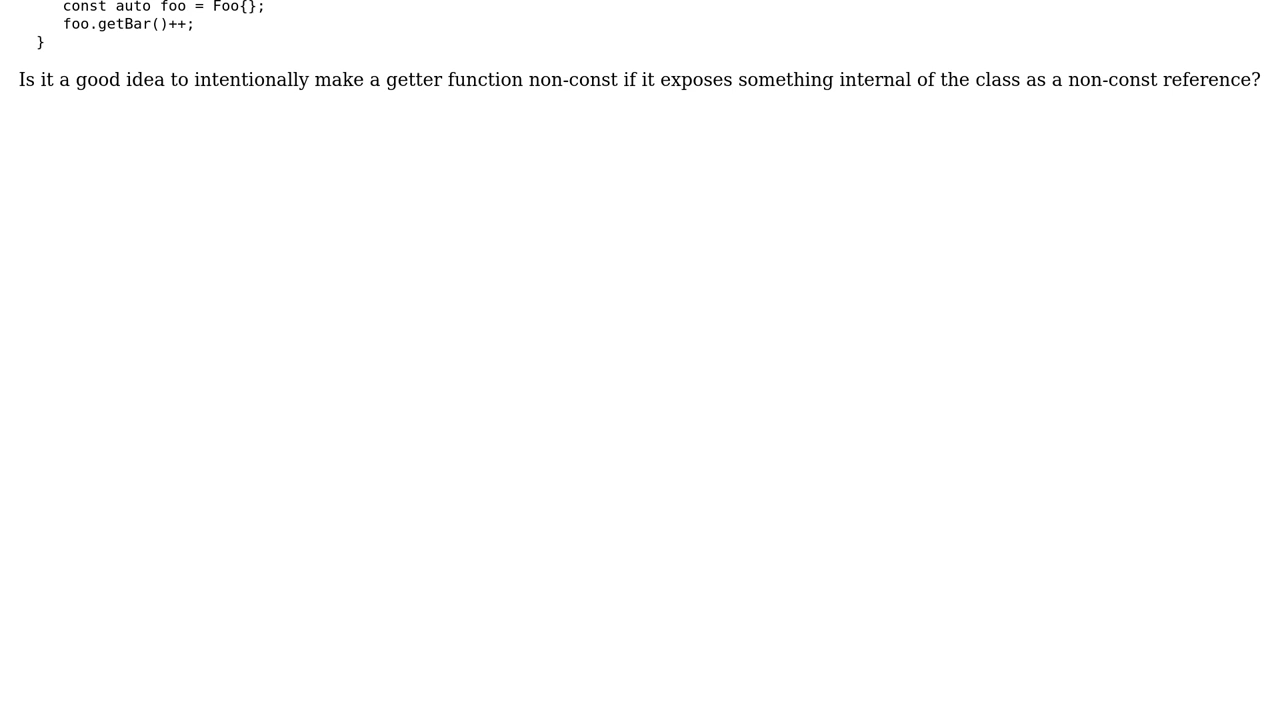 const auto foo = Foo{};
foo.getBar()++;
}
Is it a good idea to intentionally make a getter function non-const if it exposes something internal of the class as a non-const reference?